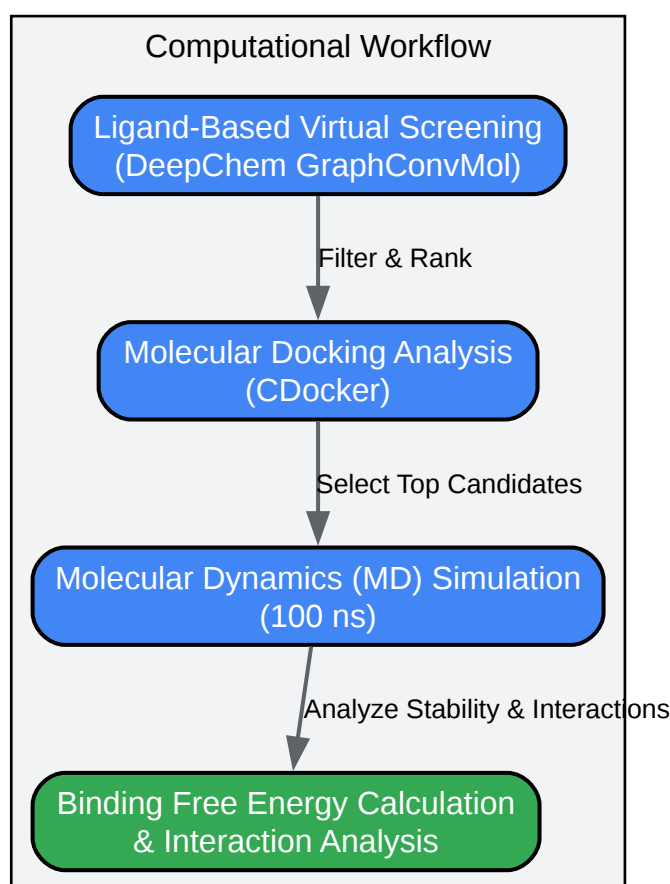 Computational Workflow
Ligand-Based Virtual Screening
(DeepChem GraphConvMol)
Filter & Rank
Molecular Docking Analysis
(CDocker)
Select Top Candidates
Molecular Dynamics (MD) Simulation
(100 ns)
Analyze Stability & Interactions
Binding Free Energy Calculation
& Interaction Analysis